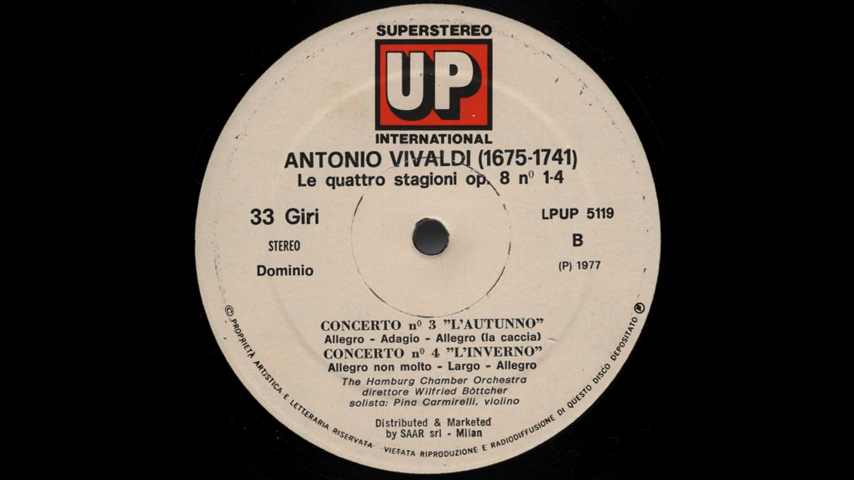 SUPERSTEREO
UP
INTERNATIONAL
ANTONIO VIVALDI (1675-1741)
Le quattro stagioni op. 8 nº 1-4
33 Giri
STEREO
Dominio
LPUP 5119
B
(P) 1977
CONCERTO nº 3 "L'AUTUNNO"
Allegro - Adagio - Allegro (la caccia)
CONCERTO nº 4 "L'INVERNO"
Allegro non molto - Largo - Allegro
The Hamburg Chamber Orchestra
direttore Wilfried Böttcher
solista: Pina Carmirelli, violino
Distributed & Marketed
by SAAR srl - Milan
© PROPRIETÀ ARTISTICA E LETTERARIA RISERVATA - VIETATA RIPRODUZIONE E RADIODIFFUSIONE DI QUESTO DISCO DEPOSITATO ℗